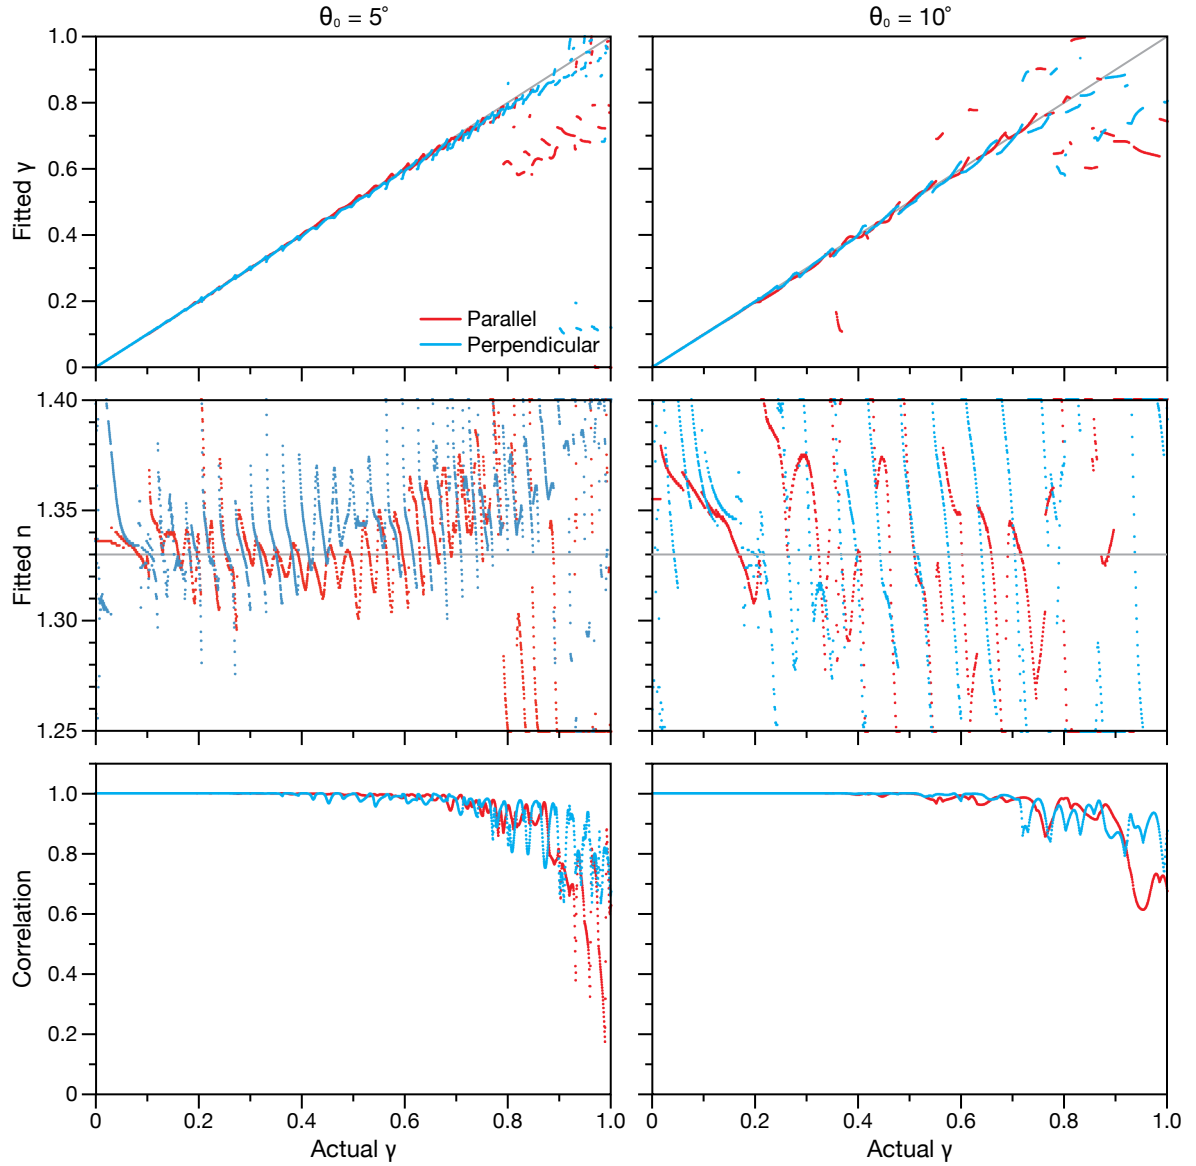 θ₀ = 5° θ₀ = 10°
1.0
0.8
Fitted γ
0.6
0.4
0.2
0
Parallel
Perpendicular
1.40
1.35
Fitted n
1.30
1.25
1.0
0.8
Correlation
0.6
0.4
0.2
0
0 0.2 0.4 0.6 0.8 1.0 0 0.2 0.4 0.6 0.8 1.0
Actual γ Actual γ